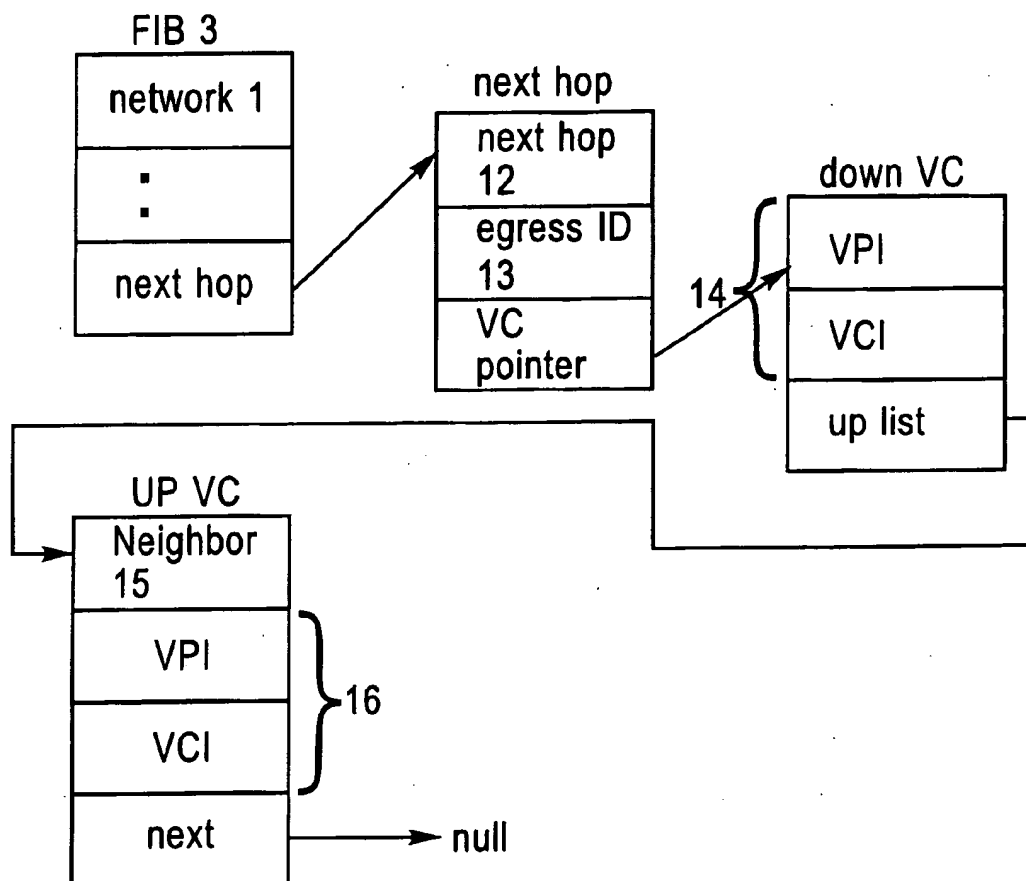 FIB 3
network 1
:
next hop
next hop
next hop
12
egress ID
13
VC
pointer
down VC
14
VPI
VCI
up list
UP VC
Neighbor
15
VPI
VCI
16
next
null